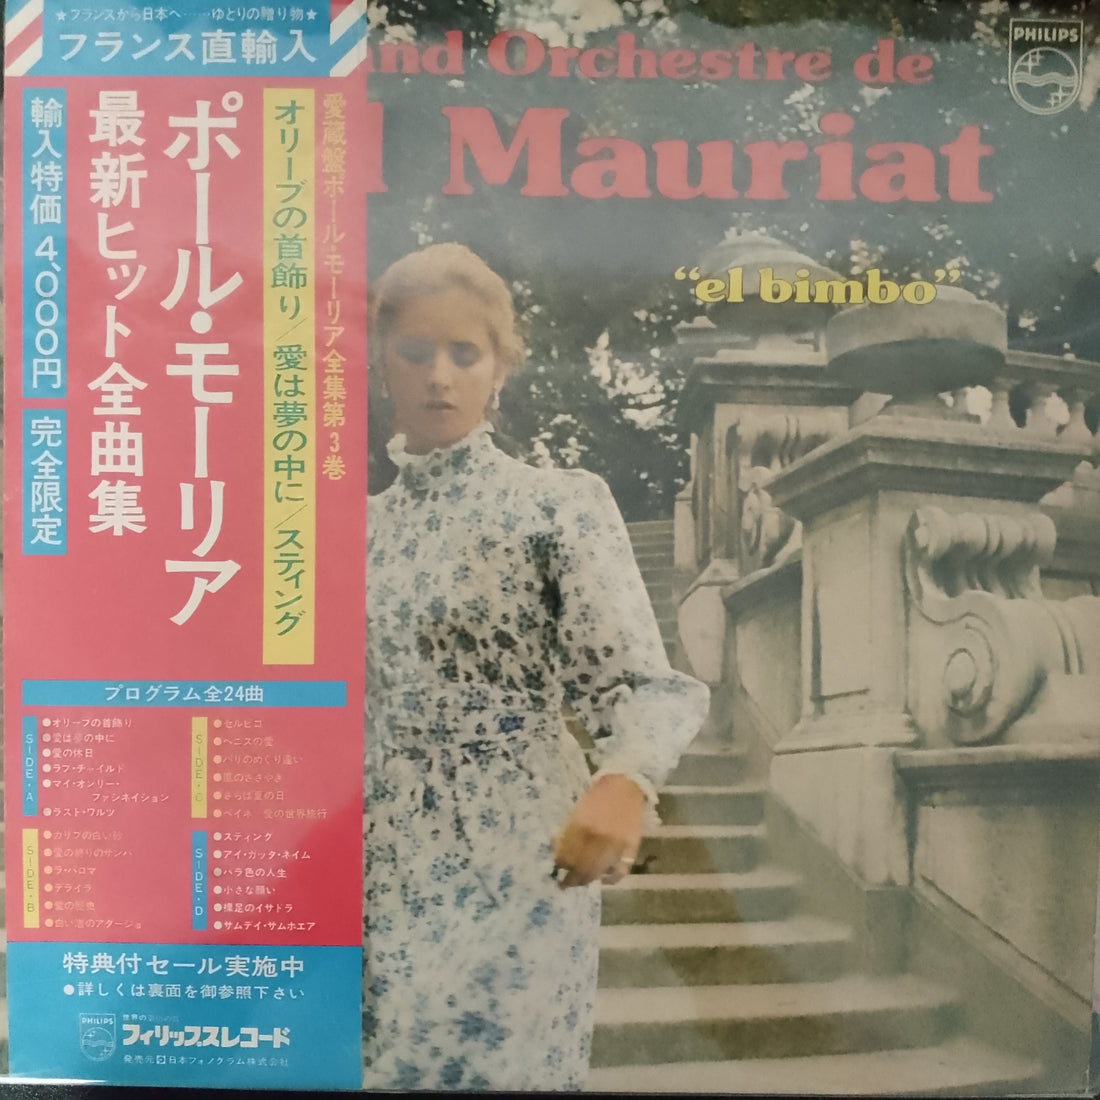 ★フランスから日本へ……ゆとりの贈り物★
フランス直輸入
愛蔵盤ポール・モーリア全集第3巻
オリーブの首飾り/愛は夢の中に/スティング
ポール・モーリア
最新ヒット全曲集
輸入特価 4,000円
完全限定
プログラム全24曲
SIDE・A
●オリーブの首飾り
●愛は夢の中に
●愛の休日
●ラブ・チャイルド
●マイ・オンリー・
ファシネイション
●ラスト・ワルツ
SIDE・B
●カリブの白い砂
●愛の終りのサンバ
●ラ・パロマ
●デライラ
●白い渚のアダージョ
SIDE・C
●セルピコ
●ベニスの愛
●パリのめぐり逢い
●風のささやき
●さらば夏の日
●ペイネ 愛の世界旅行
SIDE・D
●スティング
●アイ・ガッタ・ネイム
●バラ色の人生
●小さな願い
●裸足のイサドラ
●サムデイ・サムホエア
特典付セール実施中
●詳しくは裏面を御参照下さい
PHILIPS
世界の
フィリップスレコード
発売元 日本フォノグラム株式会社
and Orchestre de
l Mauriat
“el bimbo”
PHILIPS